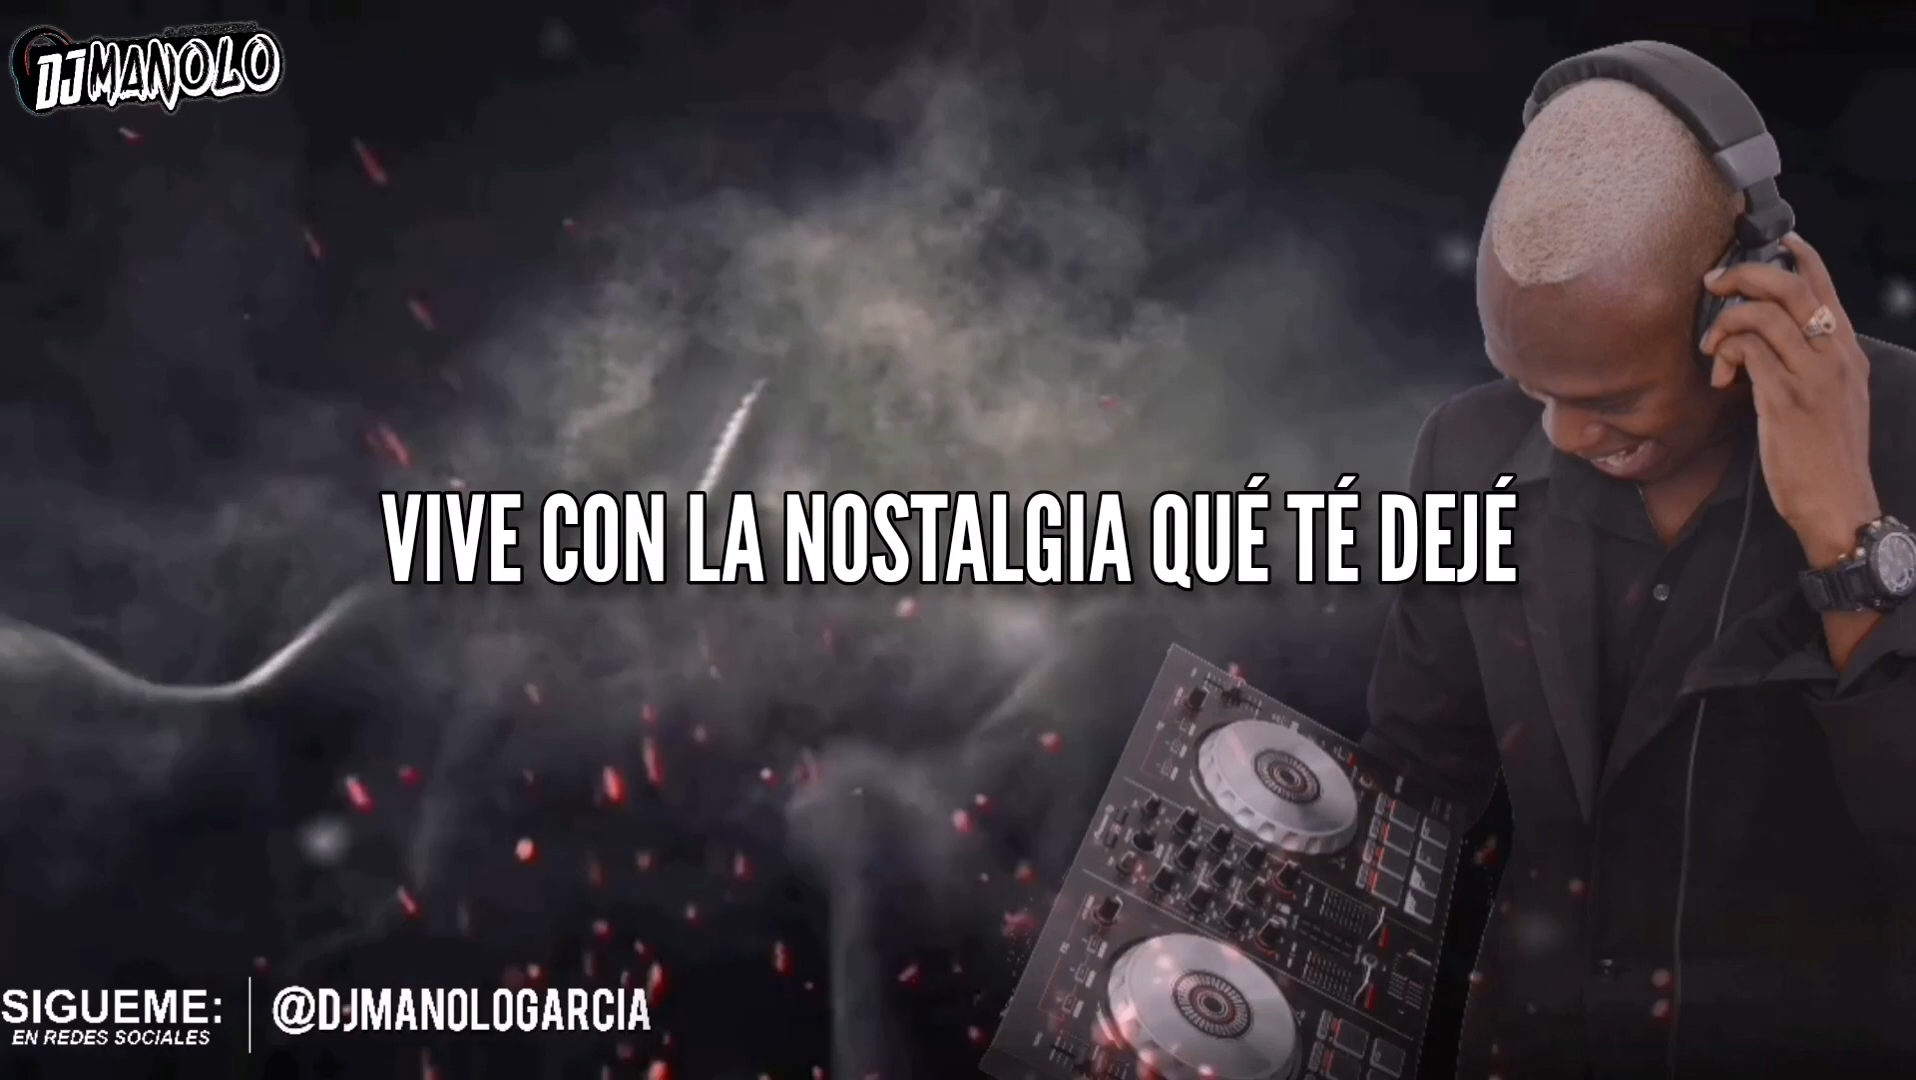 DJ MANOLO
VIVE CON LA NOSTALGIA QUÉ TÉ DEJÉ
SIGUEME:
EN REDES SOCIALES
@DJMANOLOGARCIA